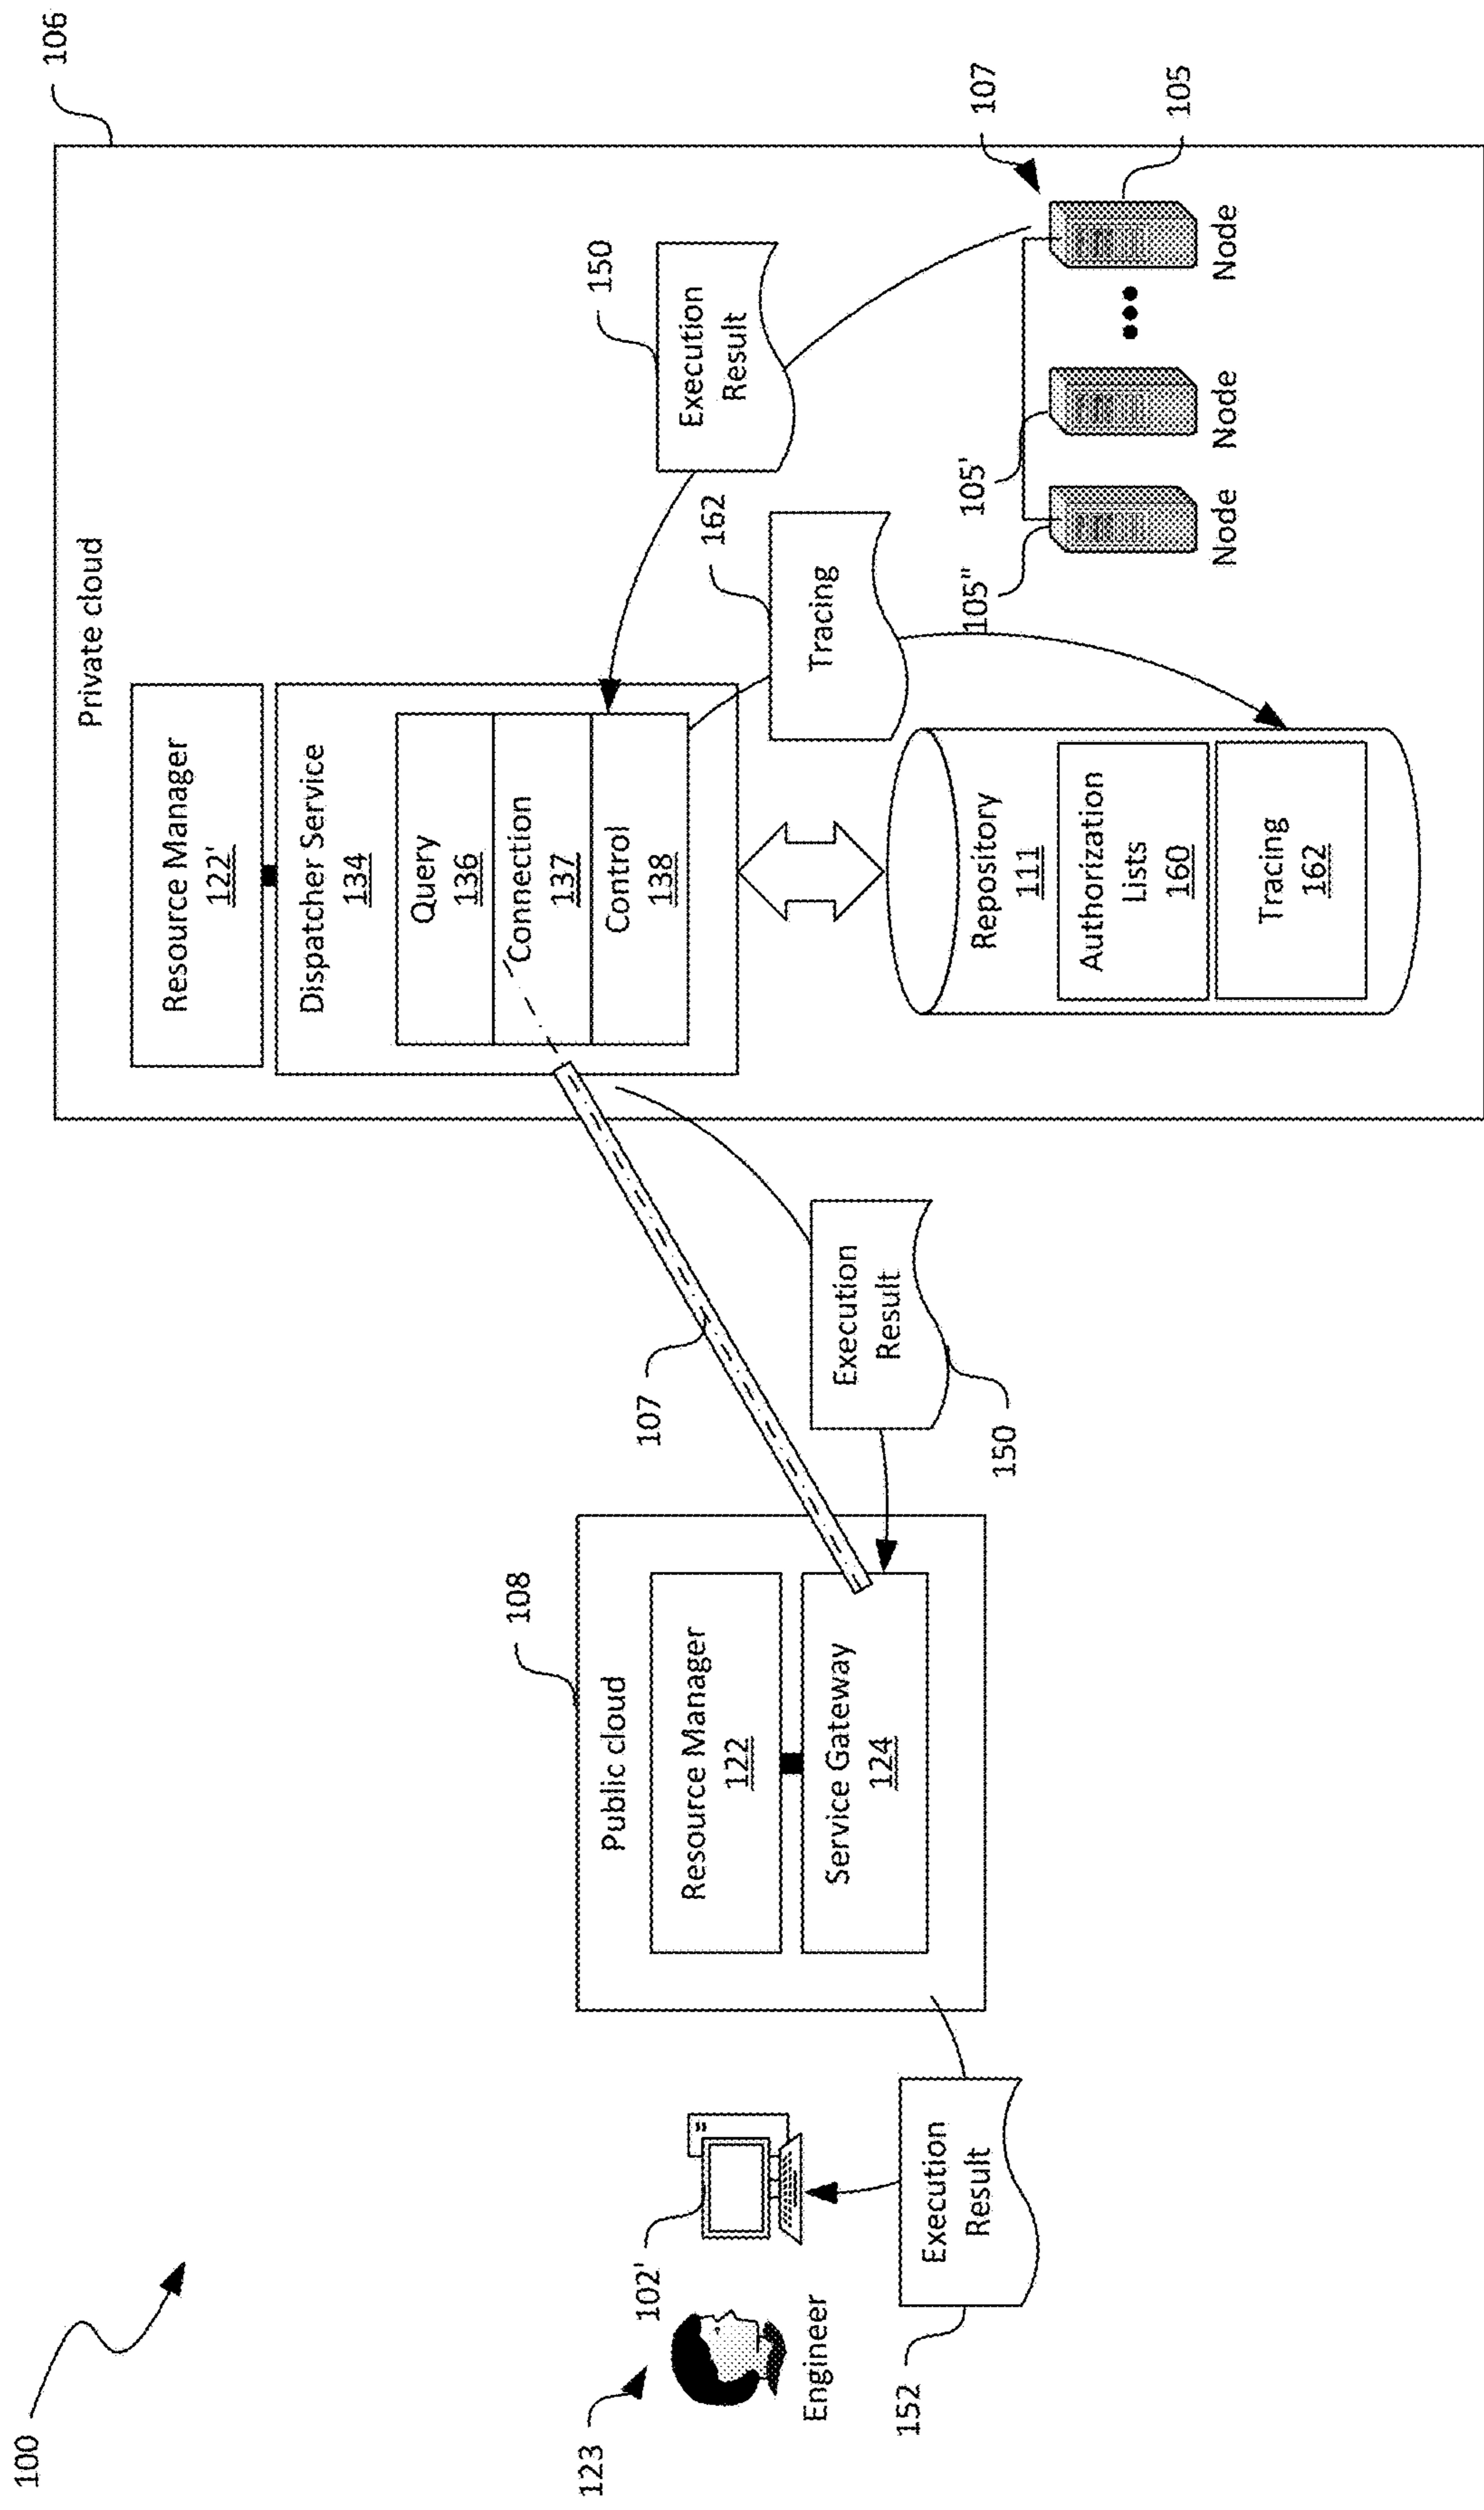 100
106
Private cloud
Resource Manager
122'
Dispatcher Service
134
Query
136
Connection
137
Control
138
150
Execution
Result
162
Tracing
Repository
111
Authorization
Lists
160
Tracing
162
107
105
105'
105"
Node
Node
Node
107
108
Public cloud
Resource Manager
122
Service Gateway
124
Execution
Result
150
123
102'
Engineer
Execution
Result
152